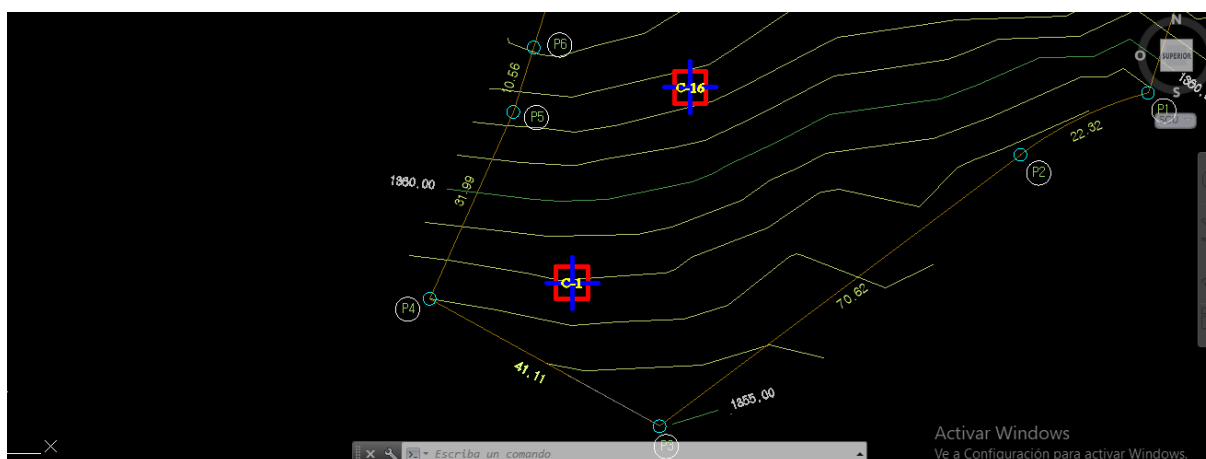 N
P6
O
SUPERIOR
1860.
10.56
C-16
S
P1
P5
SCU
22.32
P2
1860.00
31.99
C-1
P4
70.62
41.11
1855.00
P3
Activar Windows
Escriba un comando
Ve a Configuración para activar Windows.